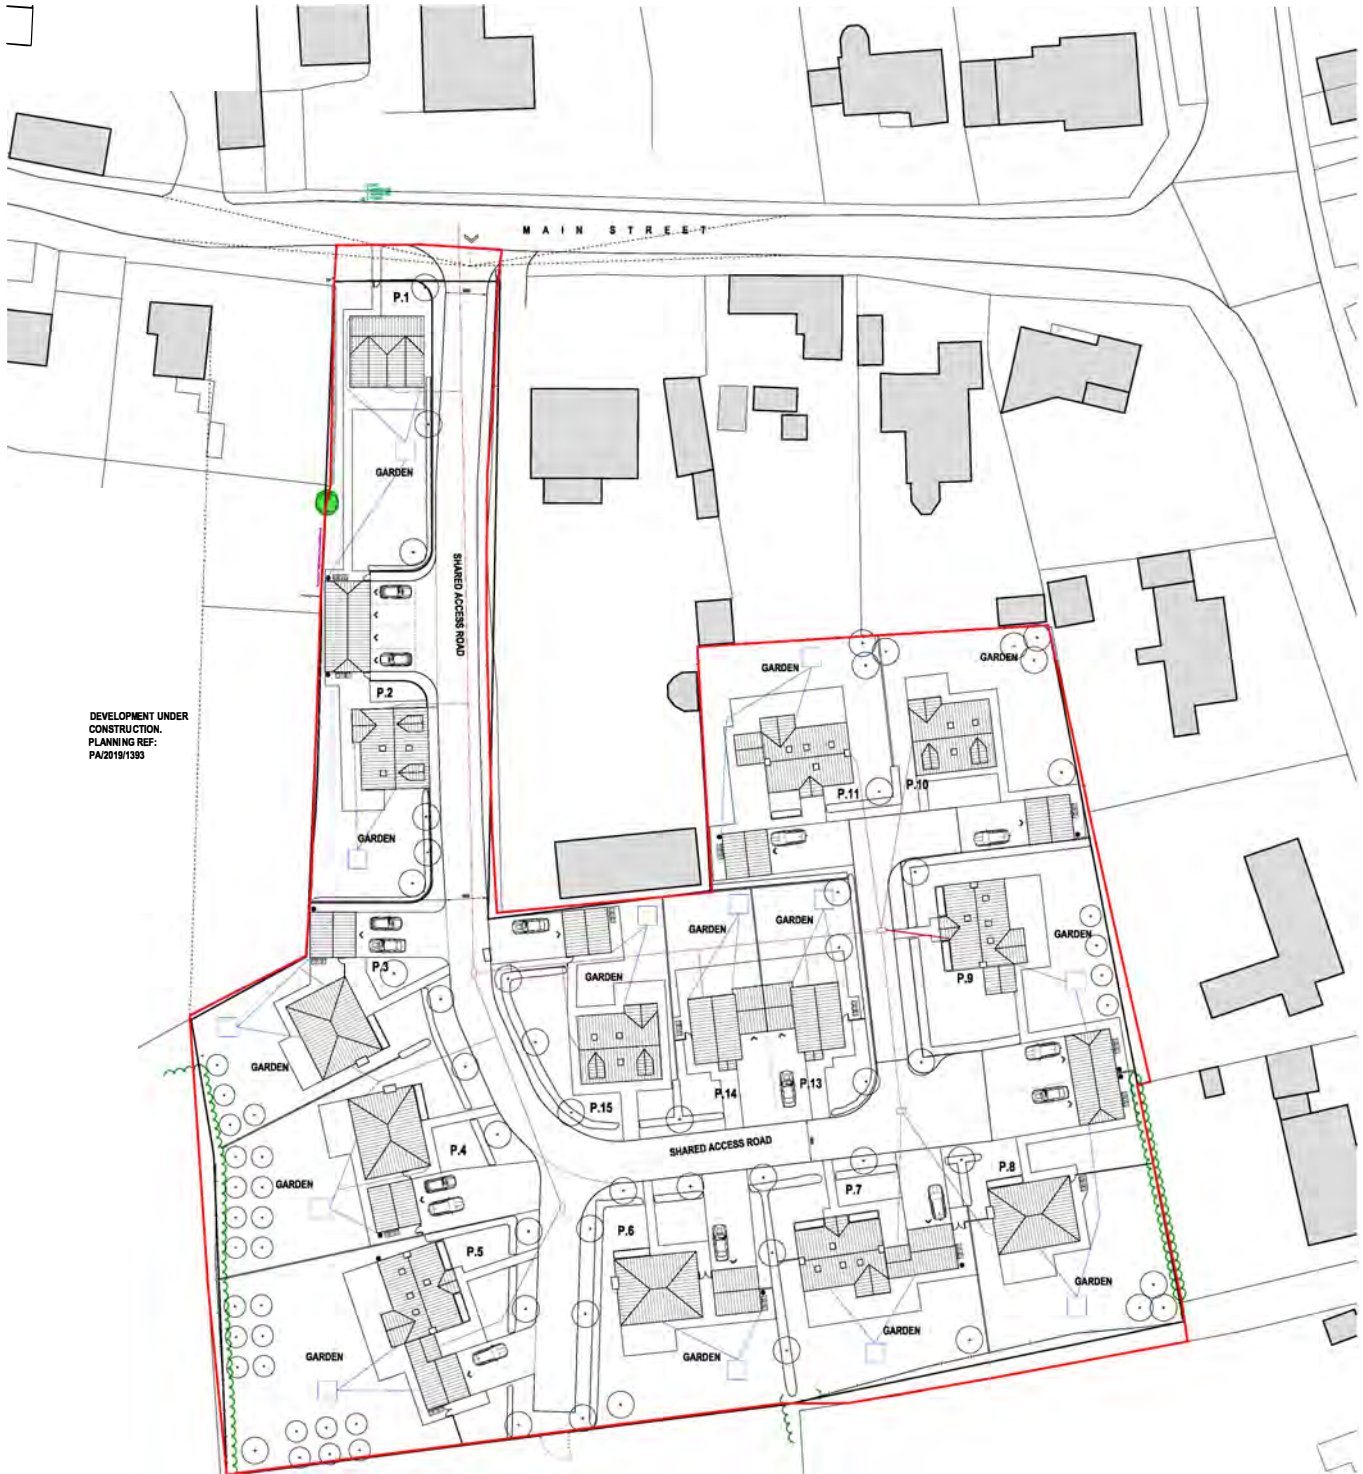 MAIN STREET
P.1
GARDEN
SHARED ACCESS ROAD
P.2
GARDEN
GARDEN
DEVELOPMENT UNDER
CONSTRUCTION.
PLANNING REF:
PA/2019/1393
P.11
P.10
GARDEN
P.3
GARDEN
GARDEN
GARDEN
GARDEN
P.9
GARDEN
P.15
P.14
P.13
SHARED ACCESS ROAD
P.4
GARDEN
P.5
P.6
P.7
P.8
GARDEN
GARDEN
GARDEN
GARDEN